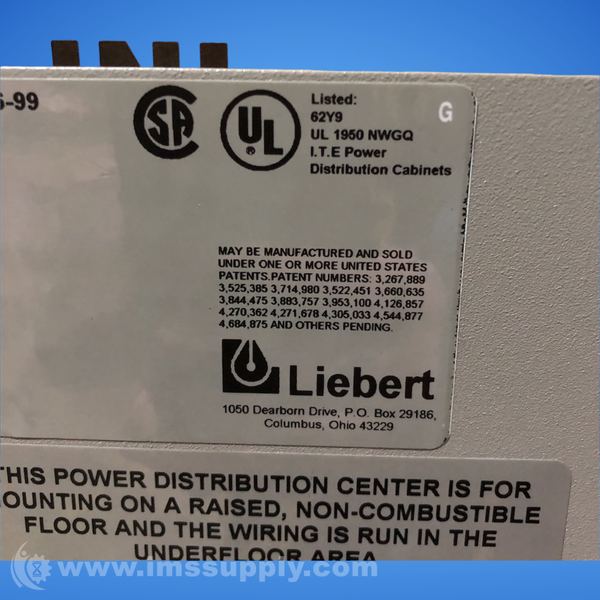 6-99
SA
UL
®
Listed:
62Y9
UL 1950 NWGQ
I.T.E Power
Distribution Cabinets
G
MAY BE MANUFACTURED AND SOLD
UNDER ONE OR MORE UNITED STATES
PATENTS.PATENT NUMBERS: 3,267,889
3,525,385 3,714,980 3,522,451 3,660,635
3,844,475 3,883,757 3,953,100 4,126,857
4,270,362 4,271,678 4,305,033 4,544,877
4,684,875 AND OTHERS PENDING.
Liebert
1050 Dearborn Drive, P.O. Box 29186,
Columbus, Ohio 43229
THIS POWER DISTRIBUTION CENTER IS FOR
MOUNTING ON A RAISED, NON-COMBUSTIBLE
FLOOR AND THE WIRING IS RUN IN THE
UNDERFLOOR AREA
www.imssupply.com